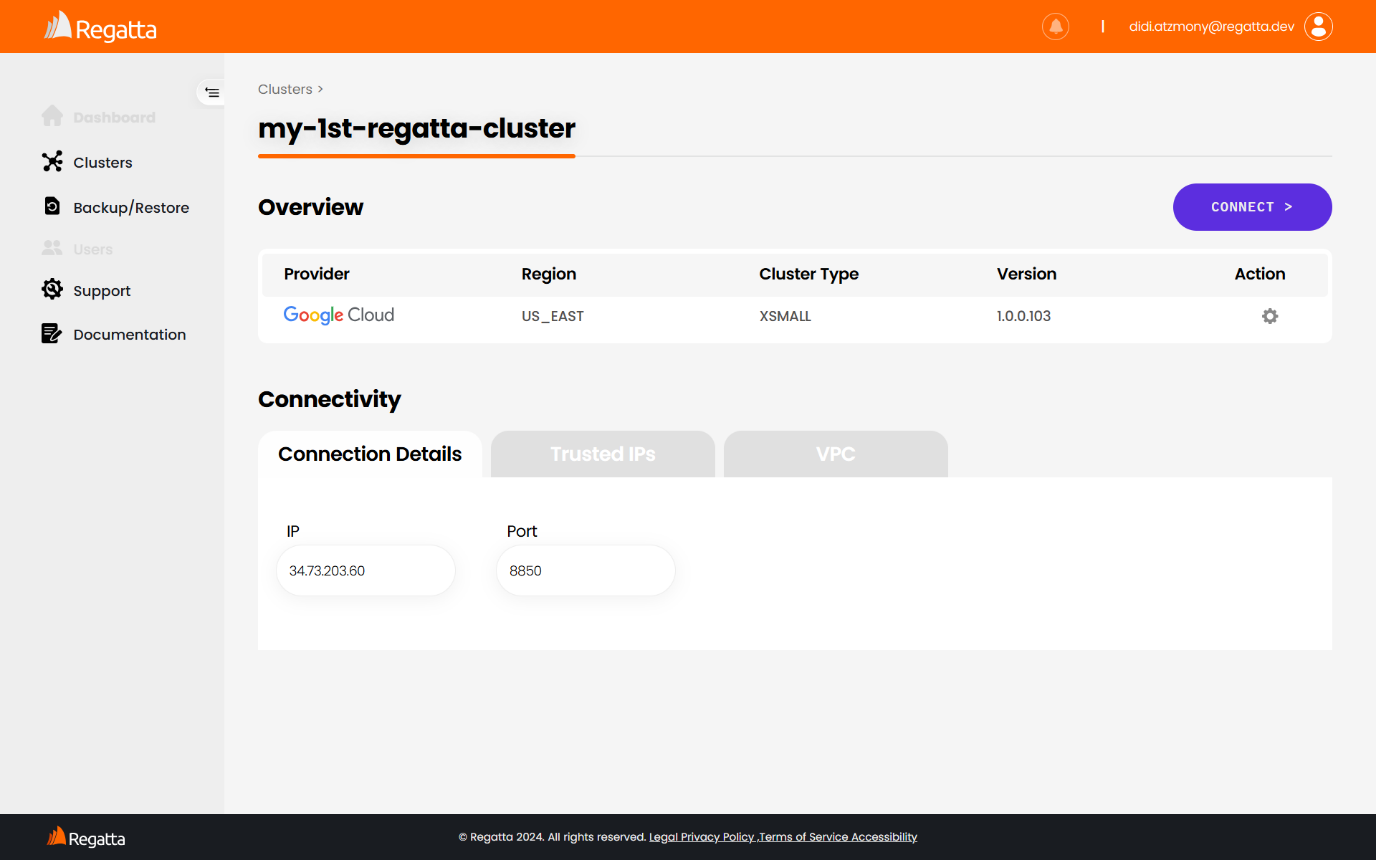 Regatta
| didi.atzmony@regatta.dev
Dashboard
Clusters
Backup/Restore
Users
Support
Documentation
Clusters >
my-1st-regatta-cluster
Overview
CONNECT >
Provider Region Cluster Type Version Action
Google Cloud US_EAST XSMALL 1.0.0.103
Connectivity
Connection Details Trusted IPs VPC
IP Port
34.73.203.60 8850
Regatta
© Regatta 2024. All rights reserved. Legal Privacy Policy ,Terms of Service Accessibility